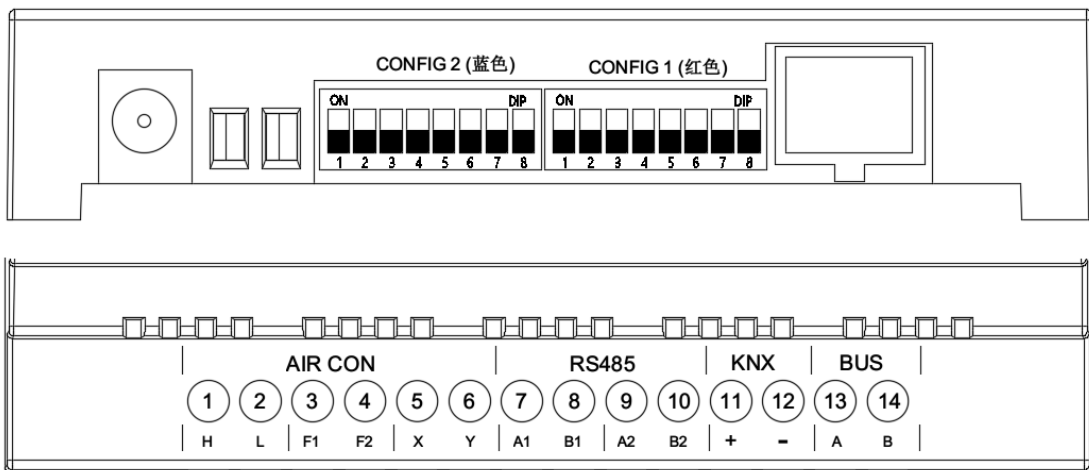 CONFIG 2 (蓝色) CONFIG 1 (红色)
ON DIP ON DIP
1 2 3 4 5 6 7 8 1 2 3 4 5 6 7 8
AIR CON RS485 KNX BUS
1 2 3 4 5 6 7 8 9 10 11 12 13 14
H L F1 F2 X Y A1 B1 A2 B2 + - A B